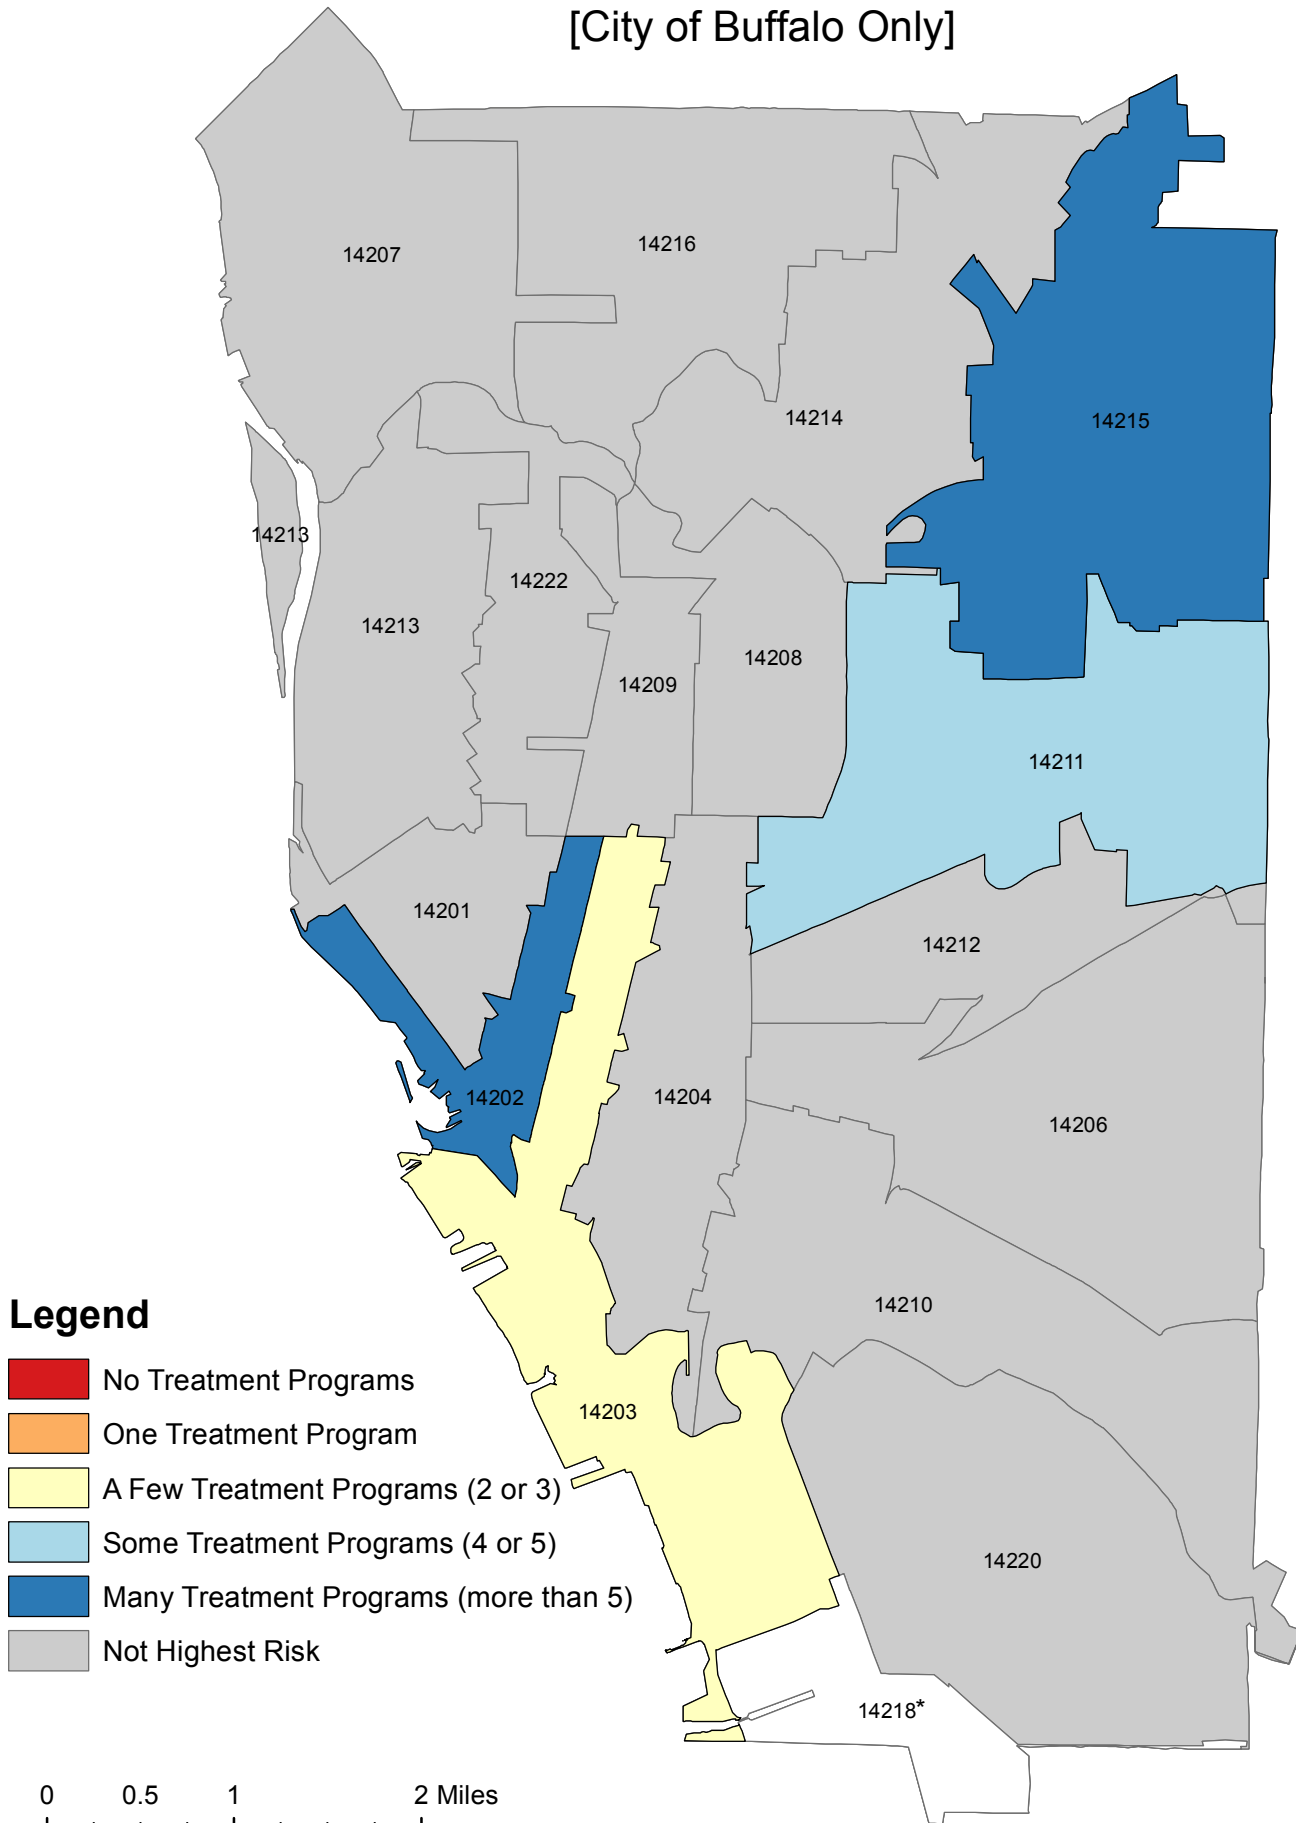 [City of Buffalo Only]
14207
14216
14214
14215
14213
14222
14213
14208
14209
14211
14201
14212
14202
14204
14206
14210
14203
14220
14218*
Legend
No Treatment Programs
One Treatment Program
A Few Treatment Programs (2 or 3)
Some Treatment Programs (4 or 5)
Many Treatment Programs (more than 5)
Not Highest Risk
0 0.5 1 2 Miles